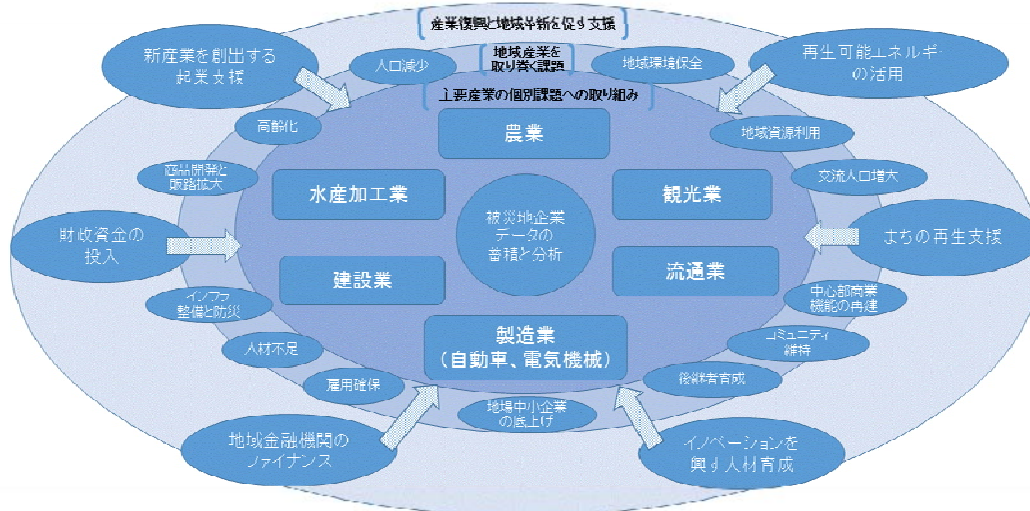 産業復興と地域革新を促す支援
地域産業を
取り巻く課題
主要産業の個別課題への取り組み
新産業を創出する
起業支援
再生可能エネルギー
の活用
人口減少
地域環境保全
高齢化
地域資源利用
商品開発と
販路拡大
交流人口増大
農業
水産加工業
観光業
被災地企業
データの
蓄積と分析
財政資金の
投入
まちの再生支援
建設業
流通業
インフラ
整備と防災
中心部商業
機能の再建
製造業
(自動車、電気機械)
人材不足
コミュニティ
維持
雇用確保
後継者育成
地場中小企業
の底上げ
地域金融機関の
ファイナンス
イノベーションを
興す人材育成